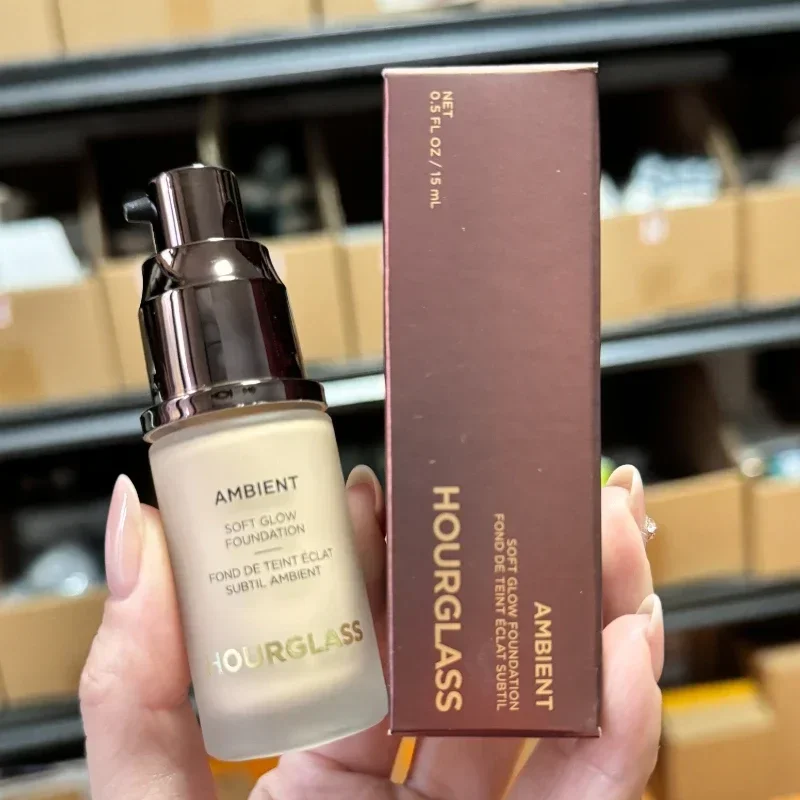 AMBIENT
SOFT GLOW
FOUNDATION
FOND DE TEINT ÉCLAT
SUBTIL AMBIENT
HOURGLASS
NET
0.5 FL OZ / 15 mL
AMBIENT
SOFT GLOW FOUNDATION
FOND DE TEINT ÉCLAT SUBTIL
HOURGLASS